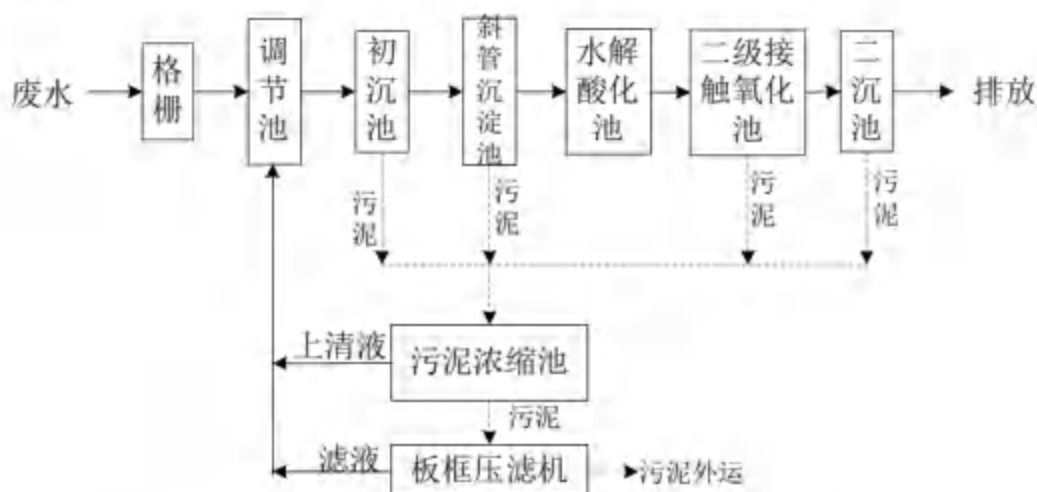 废水
格栅
调节池
初沉池
斜管沉淀池
水解
酸化
池
二级接
触氧化
池
二沉池
排放
污泥
污泥
污泥
污泥
上清液
污泥浓缩池
污泥
滤液
板框压滤机
污泥外运